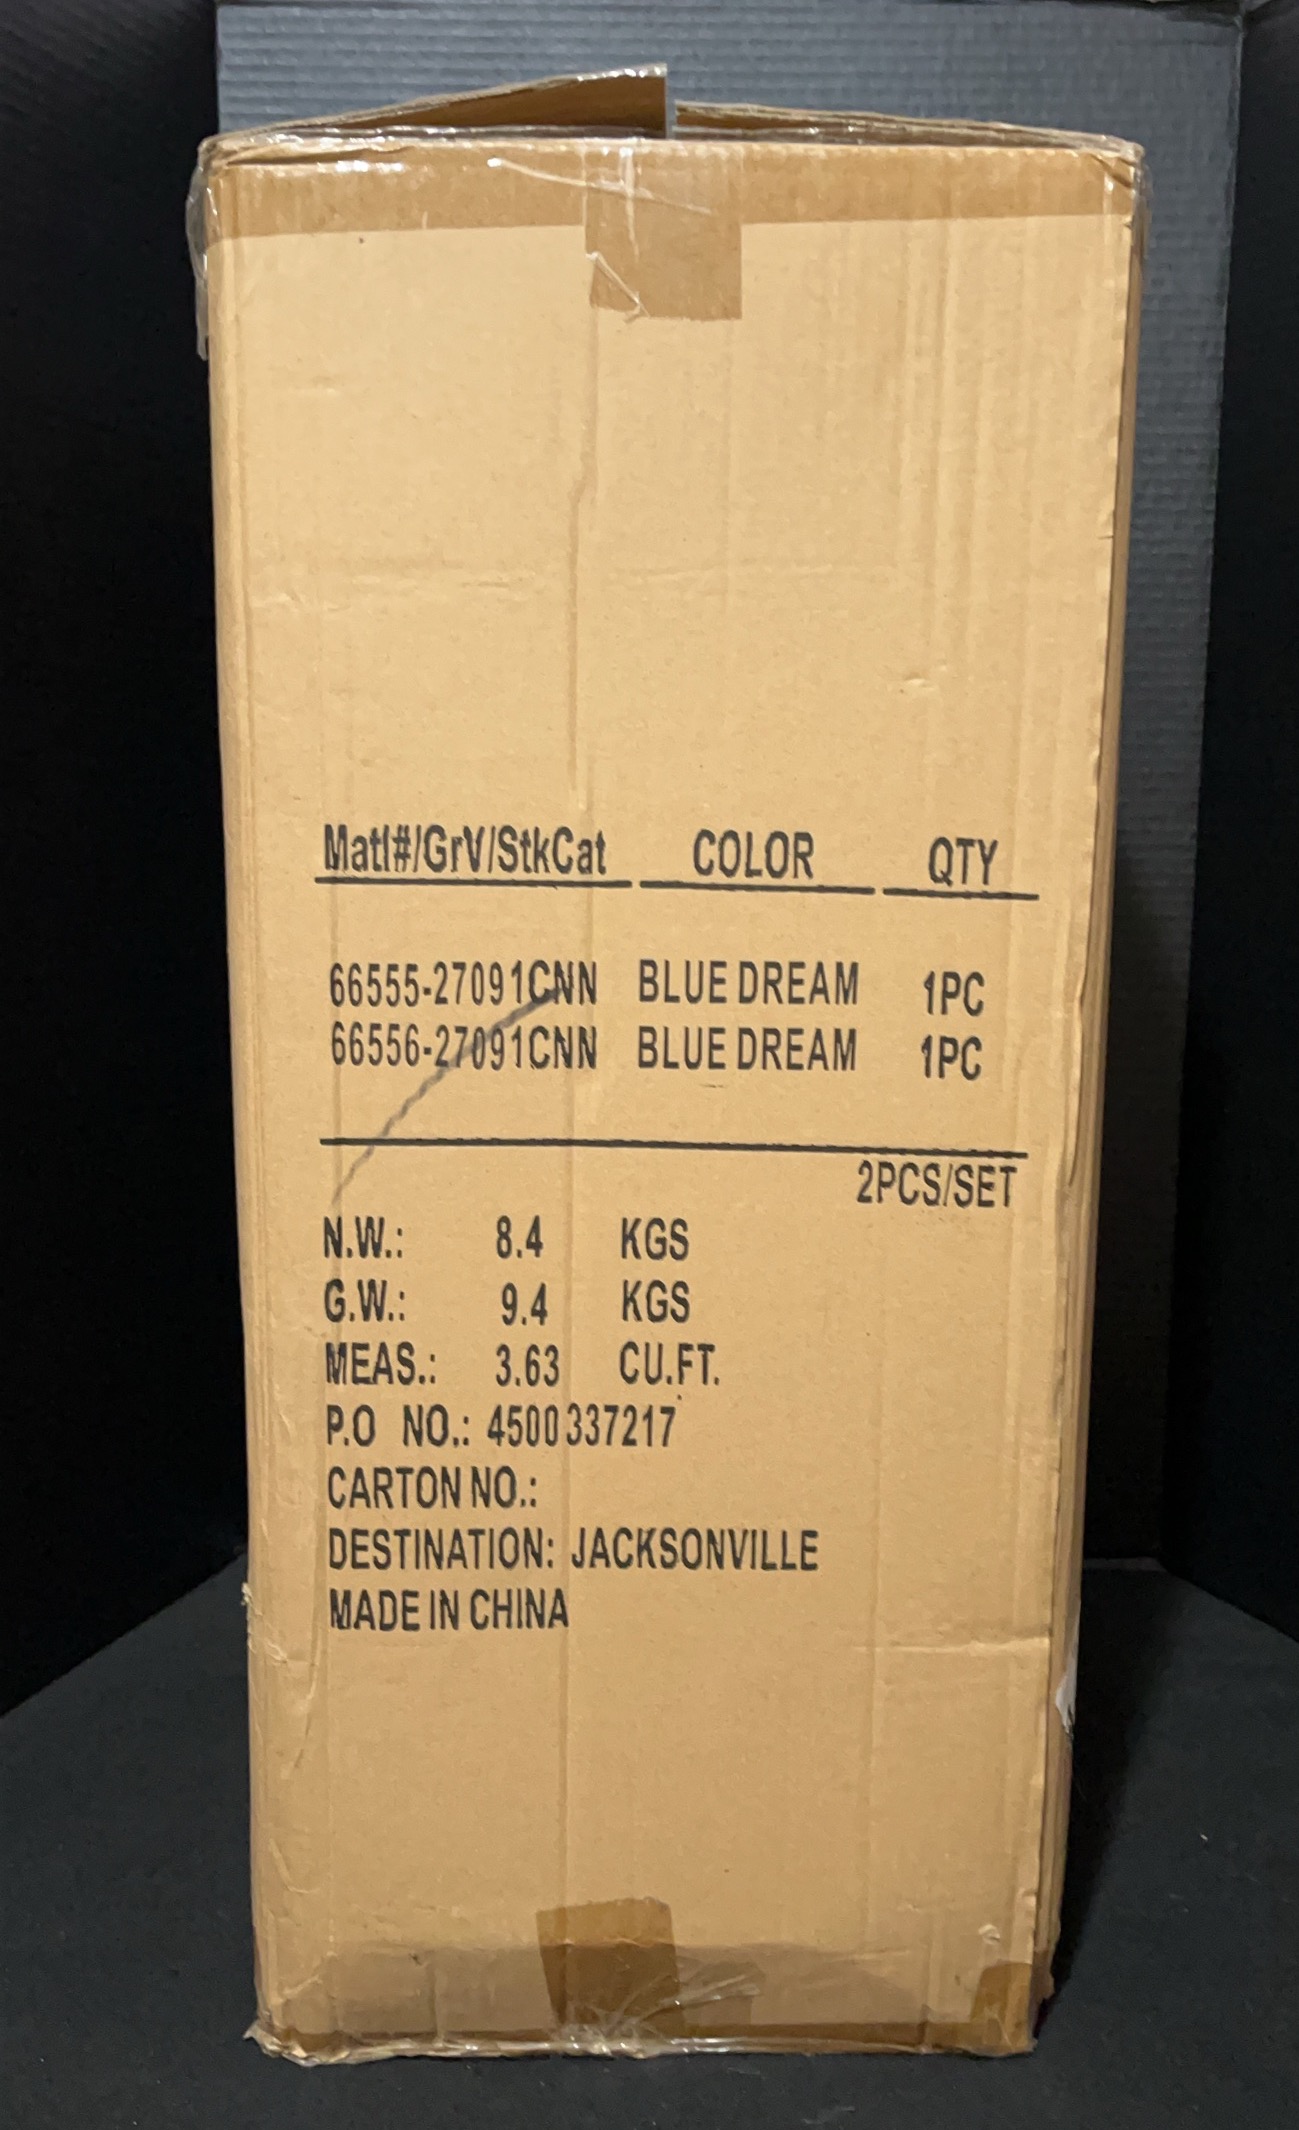 Matl#/GrV/StkCat COLOR QTY
66555-27091CNN BLUE DREAM 1PC
66556-27091CNN BLUE DREAM 1PC
2PCS/SET
N.W.: 8.4 KGS
G.W.: 9.4 KGS
MEAS.: 3.63 CU.FT.
P.O NO.: 4500337217
CARTON NO.:
DESTINATION: JACKSONVILLE
MADE IN CHINA